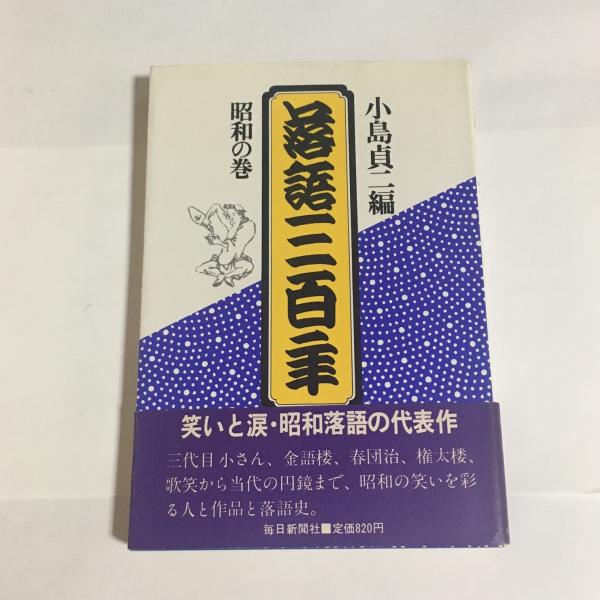 小島貞二編
落語三百年
昭和の巻
笑いと涙・昭和落語の代表作
三代目小さん、金語楼、春団治、権太楼、
歌笑から当代の円鏡まで、昭和の笑いを彩
る人と作品と落語史。
毎日新聞社■定価820円